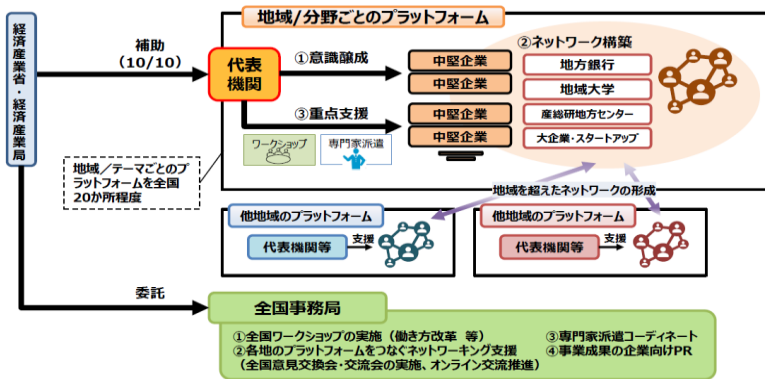 地域/分野ごとのプラットフォーム
経済産業省・経済産業局
補助
（10/10）
代表
機関
①意識醸成
③重点支援
ワークショップ
専門家派遣
中堅企業
中堅企業
中堅企業
中堅企業
②ネットワーク構築
地方銀行
地域大学
産総研地方センター
大企業・スタートアップ
地域／テーマごとのプ
ラットフォームを全国
20か所程度
地域を超えたネットワークの形成
他地域のプラットフォーム
代表機関等
支援
他地域のプラットフォーム
代表機関等
支援
委託
全国事務局
①全国ワークショップの実施（働き方改革 等）
②各地のプラットフォームをつなぐネットワーキング支援
（全国意見交換会・交流会の実施、オンライン交流推進）
③専門家派遣コーディネート
④事業成果の企業向けPR